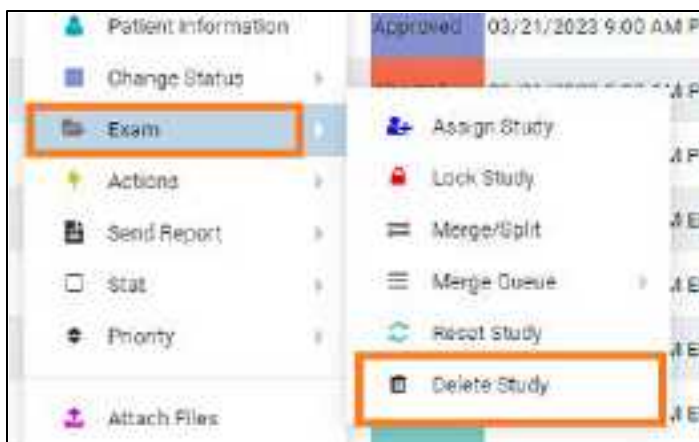 Patient Information
Approved 03/21/2023 9:00 AM P
Change Status
Exam
Assign Study
Actions
Lock Study
Send Report
Merge/Split
Stat
Merge Queue
Priority
Reset Study
Delete Study
Attach Files